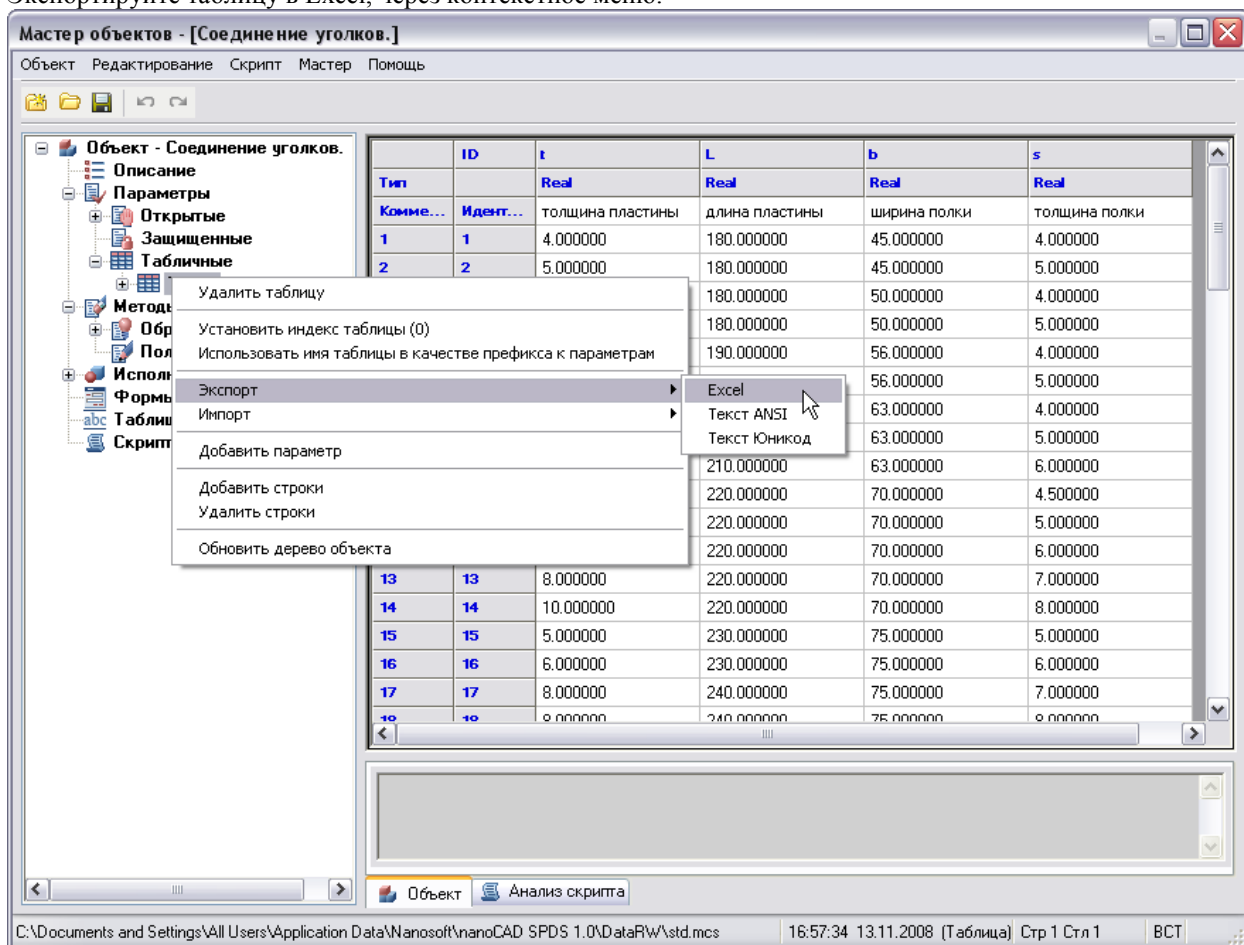 Экспортируйте таблицу в Excel, через контекстное меню.
Мастер объектов - [Соединение уголков.]
Объект Редактирование Скрипт Мастер Помощь
Объект - Соединение уголков.
Описание
Параметры
Открытые
Защищенные
Табличные
Методы
Исполн
Формы
abc Таблиц
Скрипт
Удалить таблицу
Установить индекс таблицы (0)
Использовать имя таблицы в качестве префикса к параметрам
Экспорт
Импорт
Добавить параметр
Добавить строки
Удалить строки
Обновить дерево объекта
Excel
Текст ANSI
Текст Юникод
ID t L b s
Тип Real Real Real Real
Комме... Идент... толщина пластины длина пластины ширина полки толщина полки
1 1 4.000000 180.000000 45.000000 4.000000
2 2 5.000000 180.000000 45.000000 5.000000
180.000000 50.000000 4.000000
180.000000 50.000000 5.000000
190.000000 56.000000 4.000000
56.000000 5.000000
63.000000 4.000000
63.000000 5.000000
210.000000 63.000000 6.000000
220.000000 70.000000 4.500000
220.000000 70.000000 5.000000
220.000000 70.000000 6.000000
13 13 8.000000 220.000000 70.000000 7.000000
14 14 10.000000 220.000000 70.000000 8.000000
15 15 5.000000 230.000000 75.000000 5.000000
16 16 6.000000 230.000000 75.000000 6.000000
17 17 8.000000 240.000000 75.000000 7.000000
Объект Анализ скрипта
C:\Documents and Settings\All Users\Application Data\Nanosoft\nanoCAD SPDS 1.0\DataRW\std.mcs 16:57:34 13.11.2008 (Таблица) Стр 1 Стл 1 ВСТ